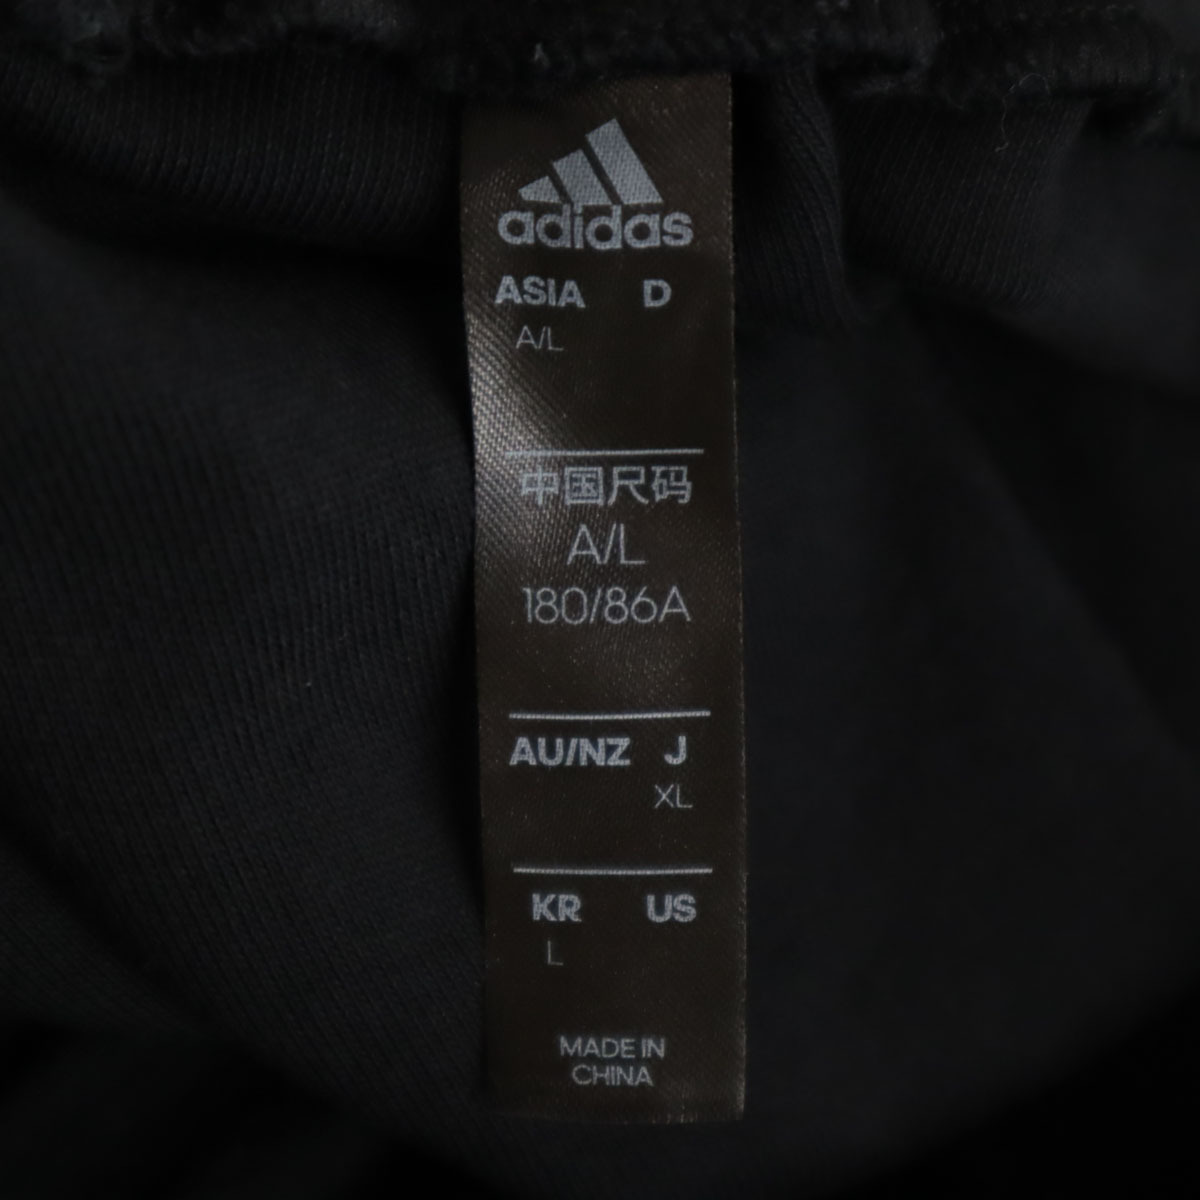 adidas
ASIA D
A/L
中国尺码
A/L
180/86A
AU/NZ J
XL
KR US
L
MADE IN
CHINA